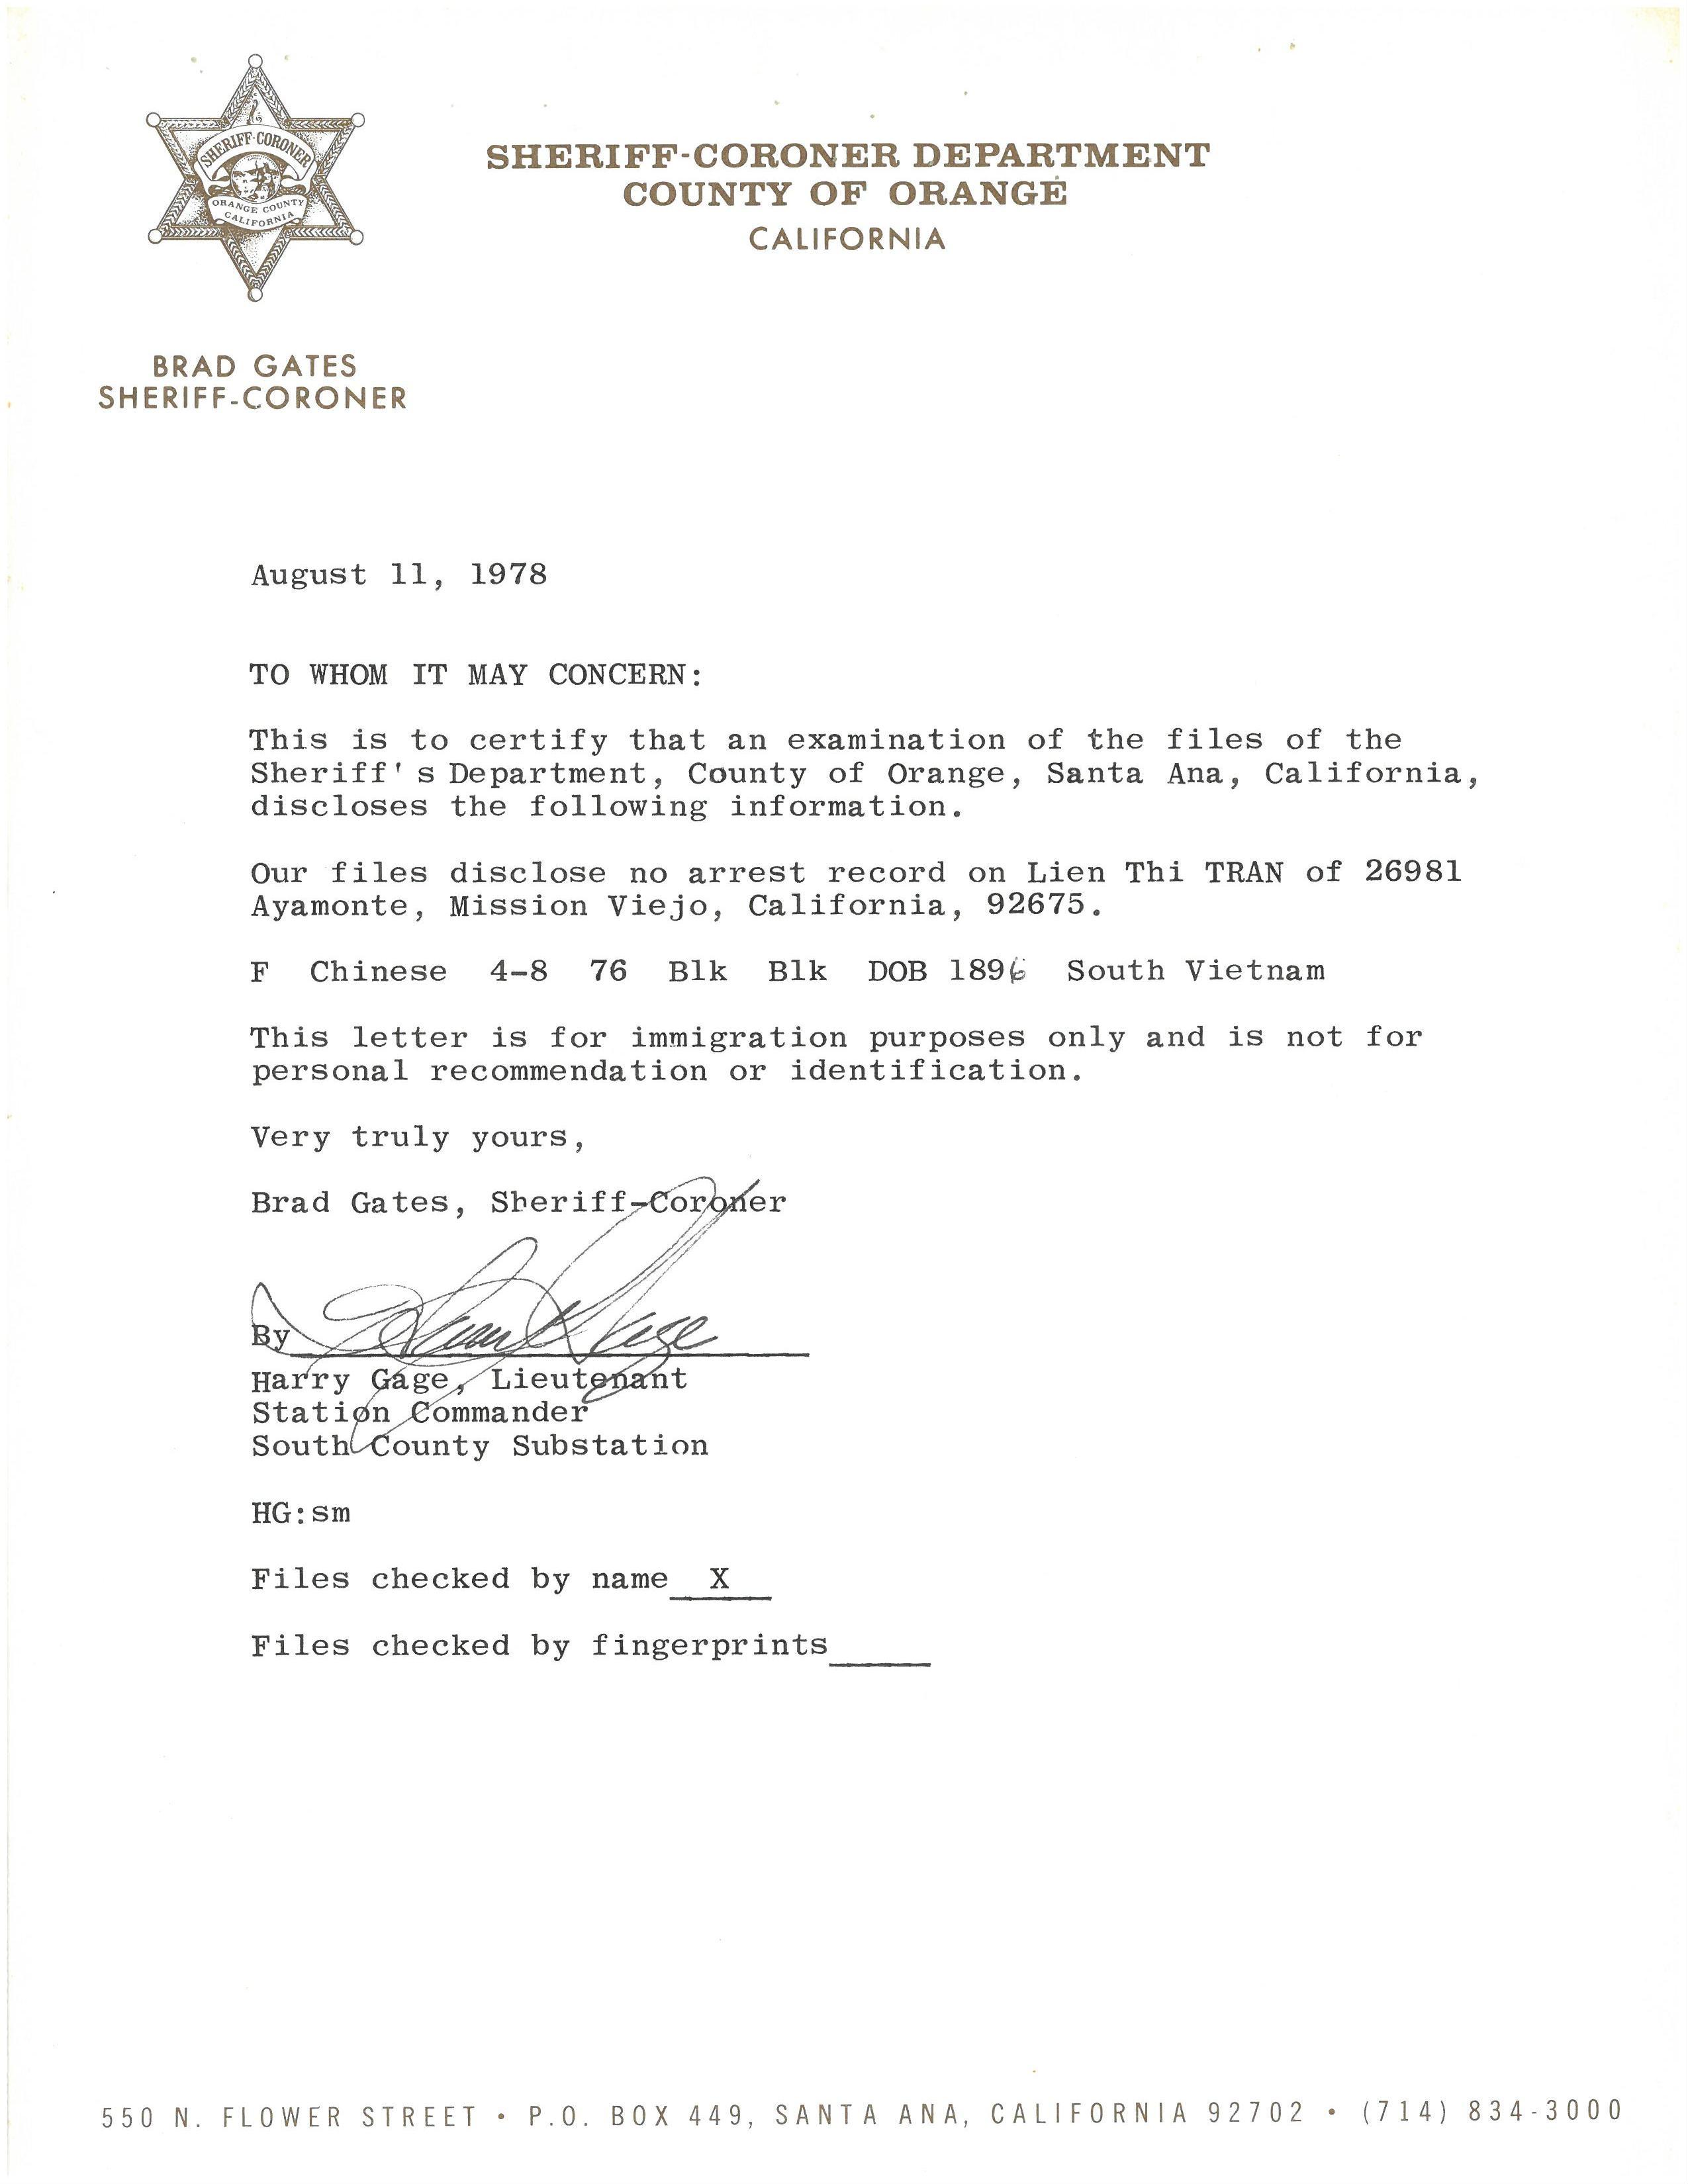 SHERIFF-CORONER
ORANGE COUNTY
CALIFORNIA
SHERIFF-CORONER DEPARTMENT
COUNTY OF ORANGE
CALIFORNIA
BRAD GATES
SHERIFF-CORONER
August 11, 1978
TO WHOM IT MAY CONCERN:
This is to certify that an examination of the files of the
Sheriff's Department, County of Orange, Santa Ana, California,
discloses the following information.
Our files disclose no arrest record on Lien Thi TRAN of 26981
Ayamonte, Mission Viejo, California, 92675.
F Chinese 4-8 76 Blk Blk DOB 1896 South Vietnam
This letter is for immigration purposes only and is not for
personal recommendation or identification.
Very truly yours,
Brad Gates, Sheriff-Coroner
By
Harry Gage, Lieutenant
Station Commander
South County Substation
HG:sm
Files checked by name X
Files checked by fingerprints
550 N. FLOWER STREET • P.O. BOX 449, SANTA ANA, CALIFORNIA 92702 • (714) 834-3000